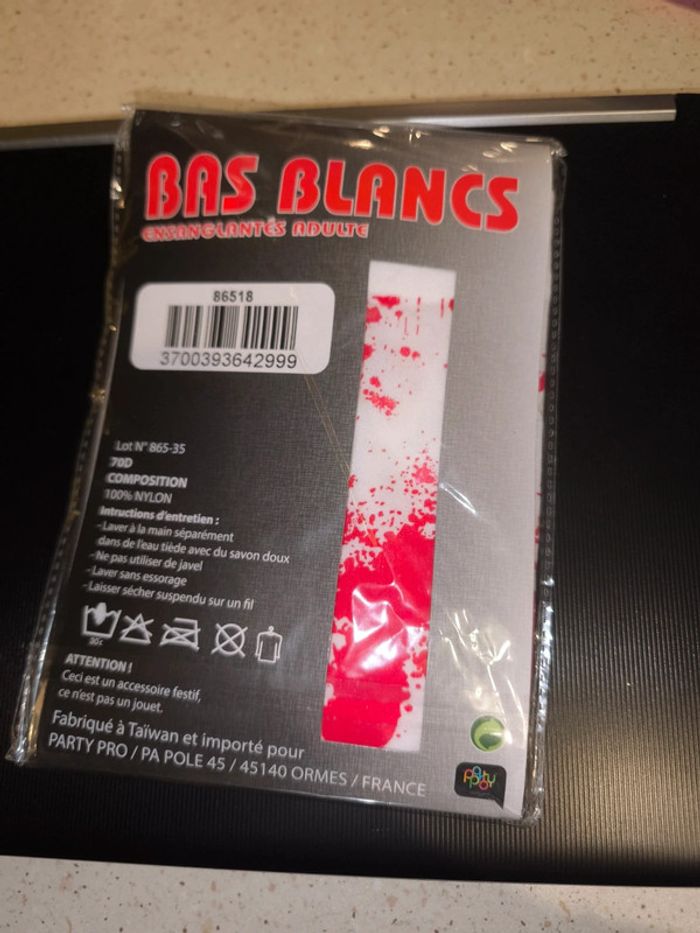 BAS BLANCS
ENSANGLANTÉS ADULTE
86518
3700393642999
Lot N° 865-35
70D
COMPOSITION
100% NYLON
Intructions d'entretien :
- Laver à la main séparément
dans de l'eau tiède avec du savon doux
- Ne pas utiliser de javel
- Laver sans essorage
- Laisser sécher suspendu sur un fil
30c
ATTENTION !
Ceci est un accessoire festif,
ce n'est pas un jouet.
Fabriqué à Taïwan et importé pour
PARTY PRO / PA POLE 45 / 45140 ORMES / FRANCE